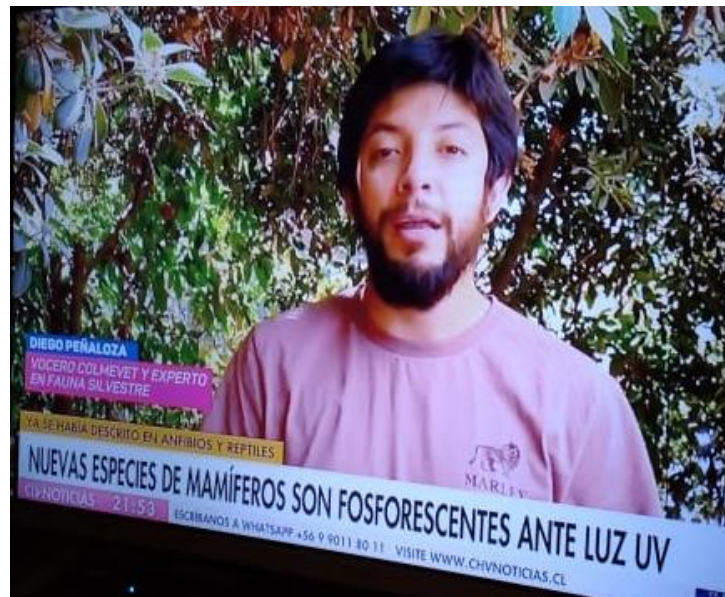 DIEGO PEÑALOZA
VOCERO COLMEVET Y EXPERTO
EN FAUNA SILVESTRE
YA SE HABÍA DESCRITO EN ANFIBIOS Y REPTILES
MARLEY
NUEVAS ESPECIES DE MAMÍFEROS SON FOSFORESCENTES ANTE LUZ UV
CHVNOTICIAS 21:53 ESCRÍBANOS A WHATSAPP +56 9 9011 80 11 VISITE WWW.CHVNOTICIAS.CL